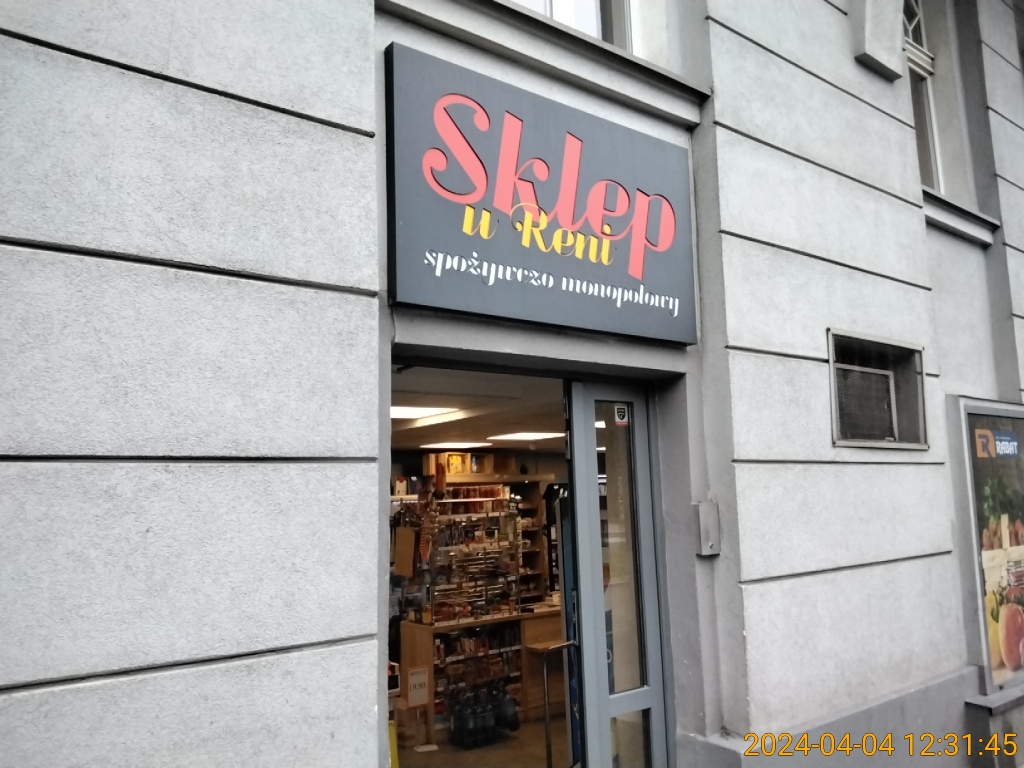 Sklep
w Reni
spożywczo monopolowy
RABAT
2024-04-04 12:31:45